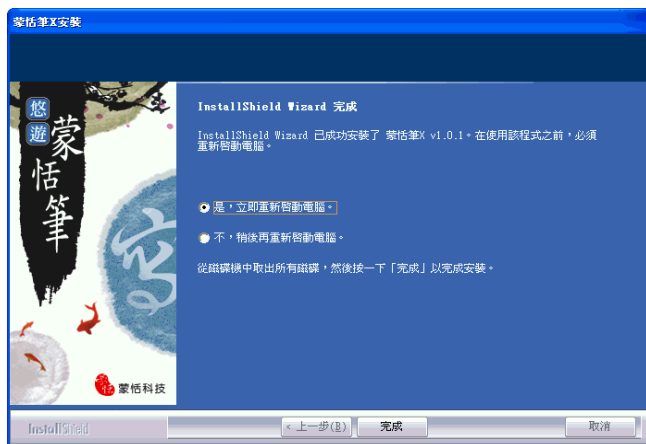 蒙恬筆X安裝
悠遊
蒙恬筆
寫
蒙恬
蒙恬科技
InstallShield Wizard 完成
InstallShield Wizard 已成功安裝了 蒙恬筆X v1.0.1。在使用該程式之前，必須
重新啓動電腦。
是，立即重新啓動電腦。
不，稍後再重新啓動電腦。
從磁碟機中取出所有磁碟，然後按一下「完成」以完成安裝。
InstallShield
< 上一步(B)
完成
取消